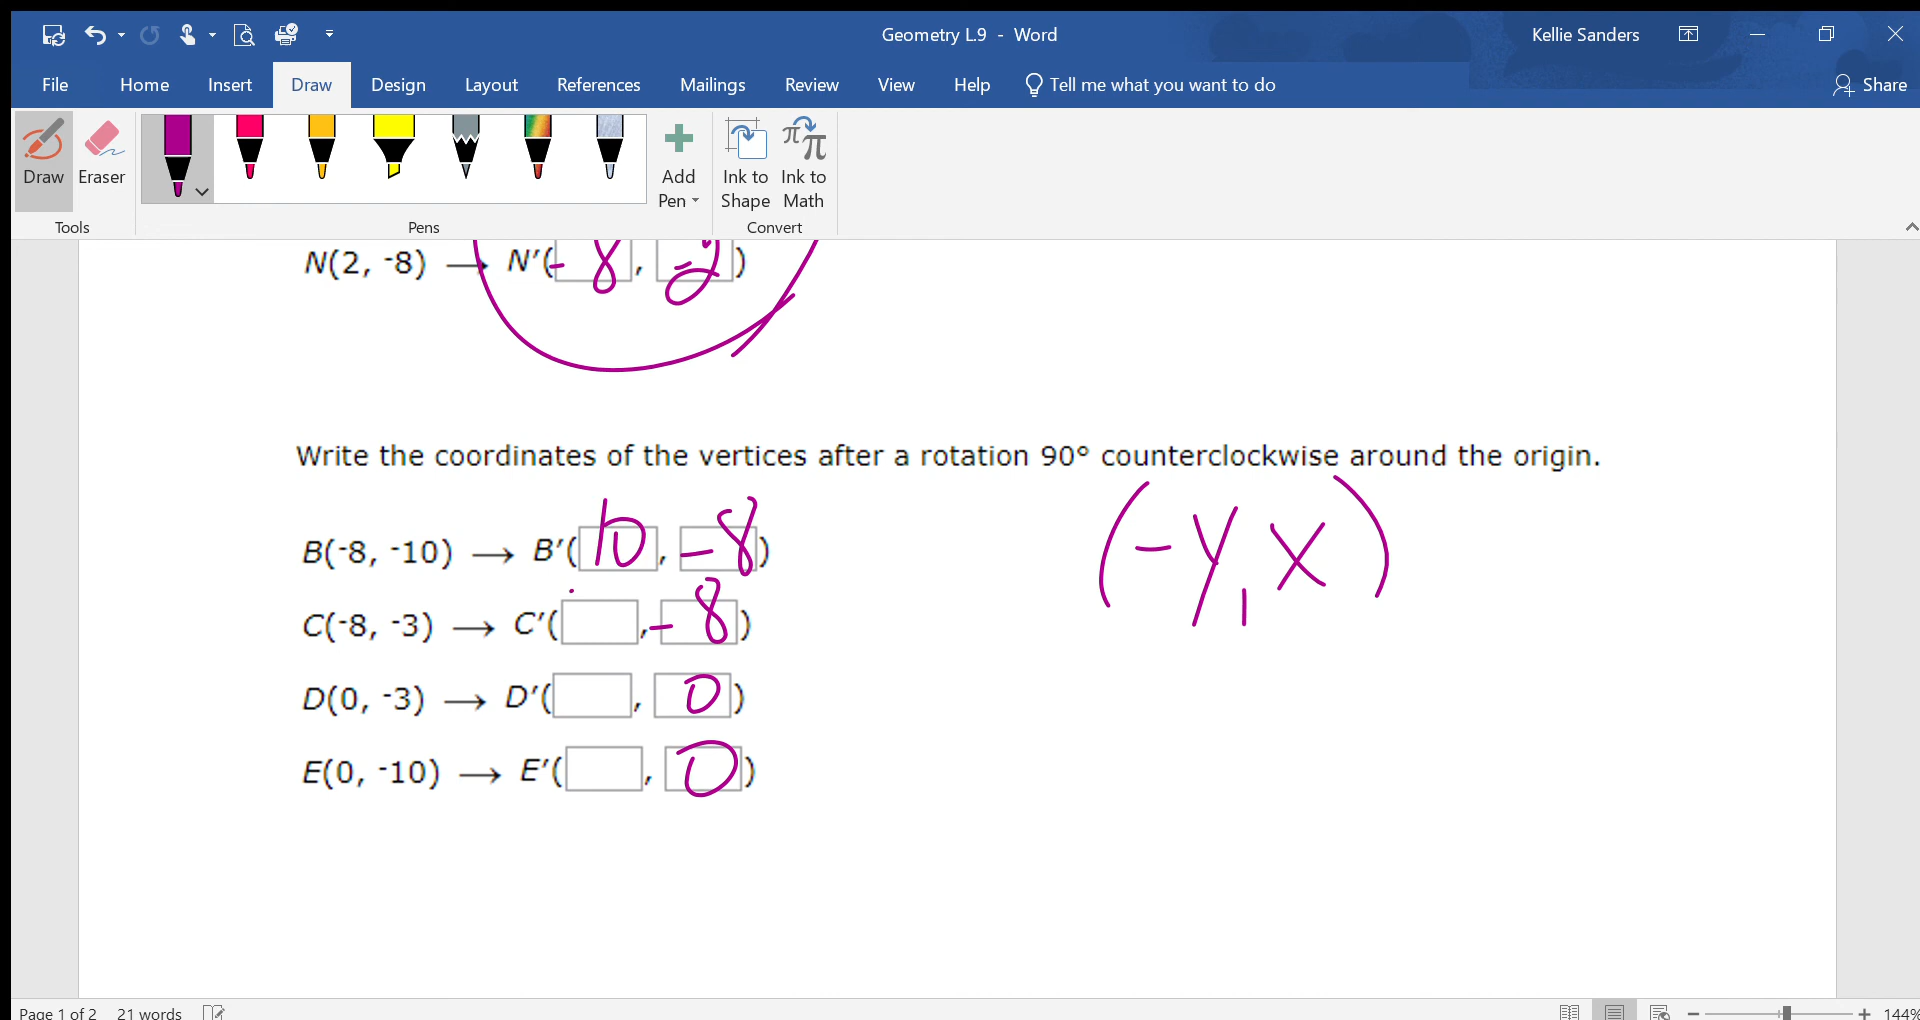 Geometry L.9 - Word
Kellie Sanders
File Home Insert Draw Design Layout References Mailings Review View Help Tell me what you want to do Share
Draw Eraser Add Pen Ink to Shape Ink to Math
Tools Pens Convert
N(2, -8) → N′(- 8, -2)
Write the coordinates of the vertices after a rotation 90° counterclockwise around the origin.
(-y, x)
B(-8, -10) → B′(10, -8)
C(-8, -3) → C′( , -8)
D(0, -3) → D′( , 0)
E(0, -10) → E′( , 0)
Page 1 of 2 21 words 144%